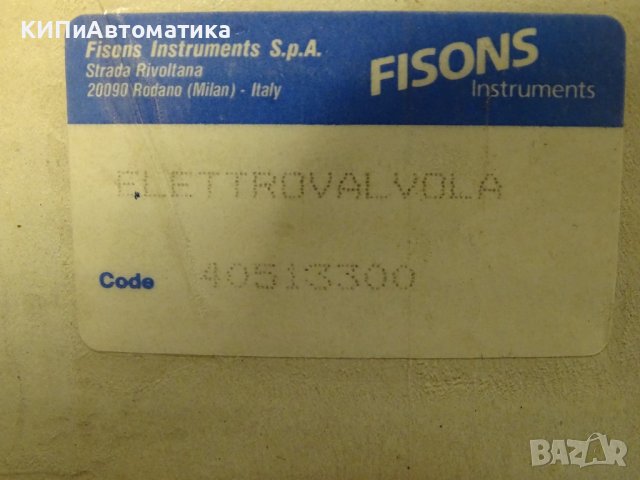 КИПиАвтоматика
Fisons Instruments S.p.A.
Strada Rivoltana
20090 Rodano (Milan) - Italy
FISONS
Instruments
ELETTROVALVOLA
Code 40513300
BAZAR